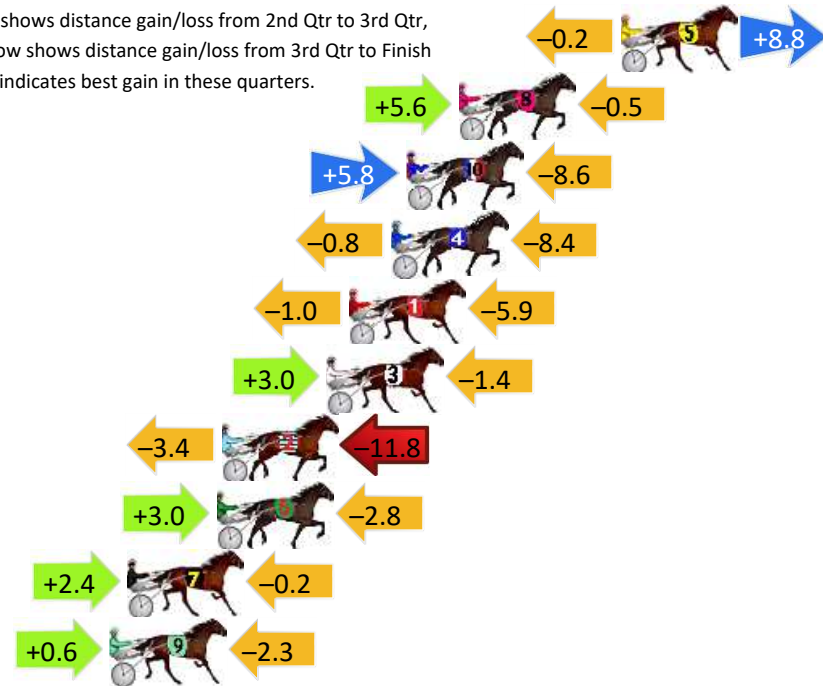 shows distance gain/loss from 2nd Qtr to 3rd Qtr,
ow shows distance gain/loss from 3rd Qtr to Finish
indicates best gain in these quarters.
–0.2 5 +8.8
+5.6 8 –0.5
+5.8 10 –8.6
–0.8 4 –8.4
–1.0 1 –5.9
+3.0 3 –1.4
–3.4 2 –11.8
+3.0 6 –2.8
+2.4 7 –0.2
+0.6 9 –2.3